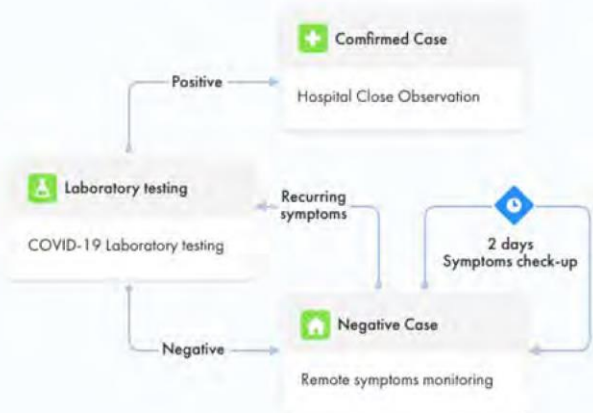 Comfirmed Case
Positive
Hospital Close Observation
Laboratory testing
Recurring
symptoms
COVID-19 Laboratory testing
2 days
Symptoms check-up
Negative Case
Negative
Remote symptoms monitoring